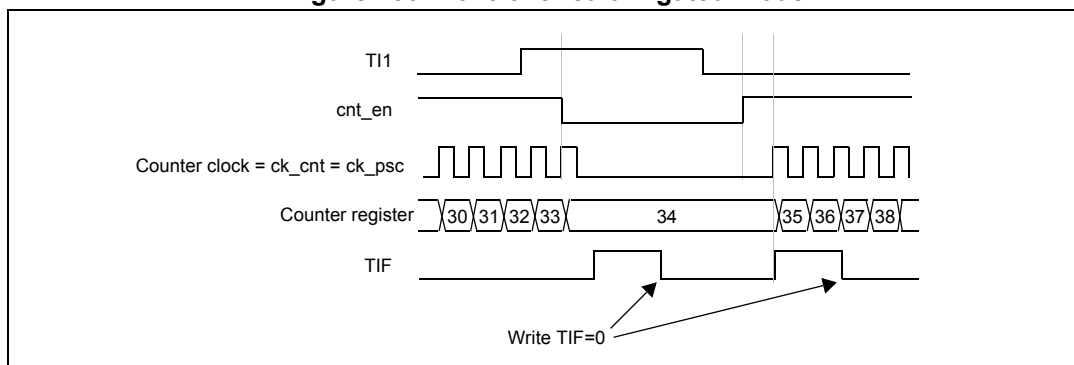 TI1
cnt_en
Counter clock = ck_cnt = ck_psc
Counter register 30 31 32 33 34 35 36 37 38
TIF
Write TIF=0